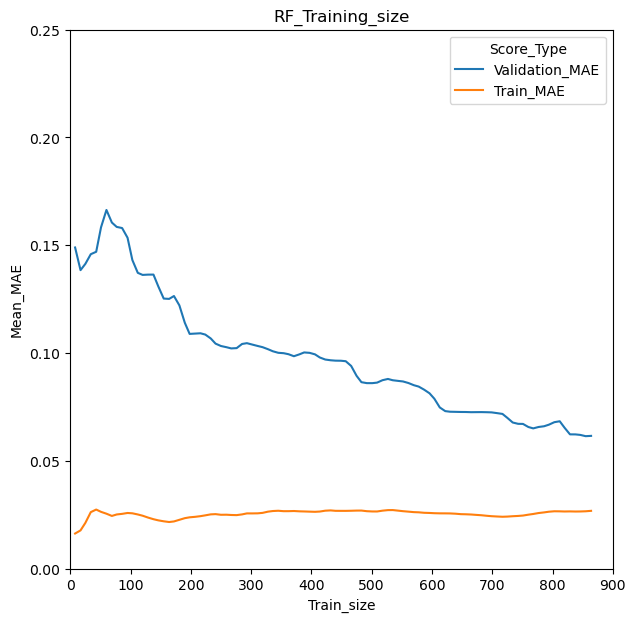 RF_Training_size
Score_Type
Validation_MAE
Train_MAE
Mean_MAE
0.25
0.20
0.15
0.10
0.05
0.00
0 100 200 300 400 500 600 700 800 900
Train_size